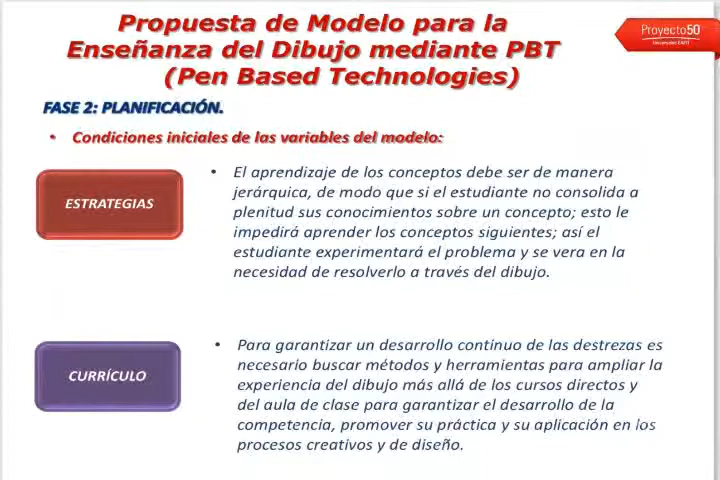 Propuesta de Modelo para la
Enseñanza del Dibujo mediante PBT
(Pen Based Technologies)
Proyecto50
Universidad EAFIT
FASE 2: PLANIFICACIÓN.
• Condiciones iniciales de las variables del modelo:
ESTRATEGIAS
• El aprendizaje de los conceptos debe ser de manera
jerárquica, de modo que si el estudiante no consolida a
plenitud sus conocimientos sobre un concepto; esto le
impedirá aprender los conceptos siguientes; así el
estudiante experimentará el problema y se vera en la
necesidad de resolverlo a través del dibujo.
CURRÍCULO
• Para garantizar un desarrollo continuo de las destrezas es
necesario buscar métodos y herramientas para ampliar la
experiencia del dibujo más allá de los cursos directos y
del aula de clase para garantizar el desarrollo de la
competencia, promover su práctica y su aplicación en los
procesos creativos y de diseño.